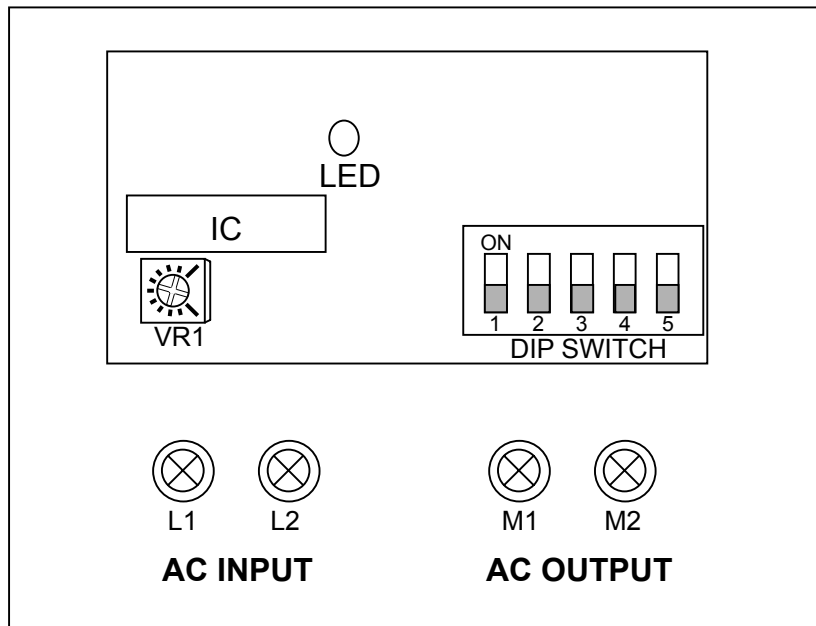 LED
IC
VR1
ON
1 2 3 4 5
DIP SWITCH
L1 L2 M1 M2
AC INPUT AC OUTPUT